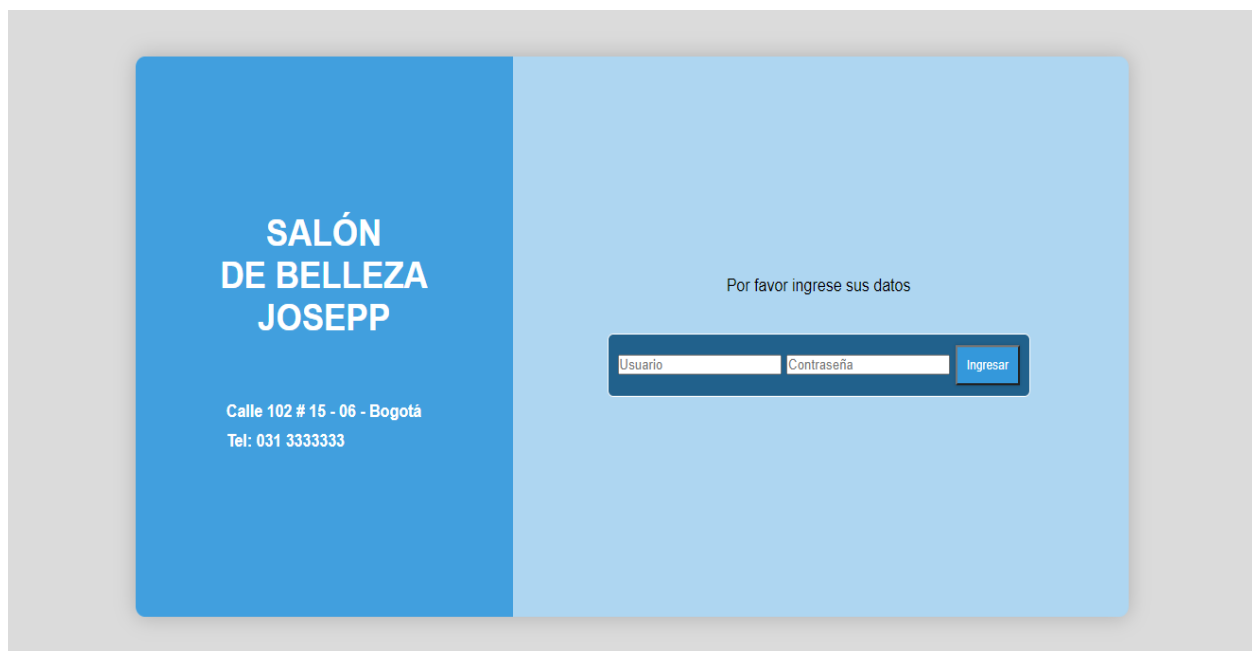 SALÓN
DE BELLEZA
JOSEPP
Calle 102 # 15 - 06 - Bogotá
Tel: 031 3333333
Por favor ingrese sus datos
Usuario
Contraseña
Ingresar